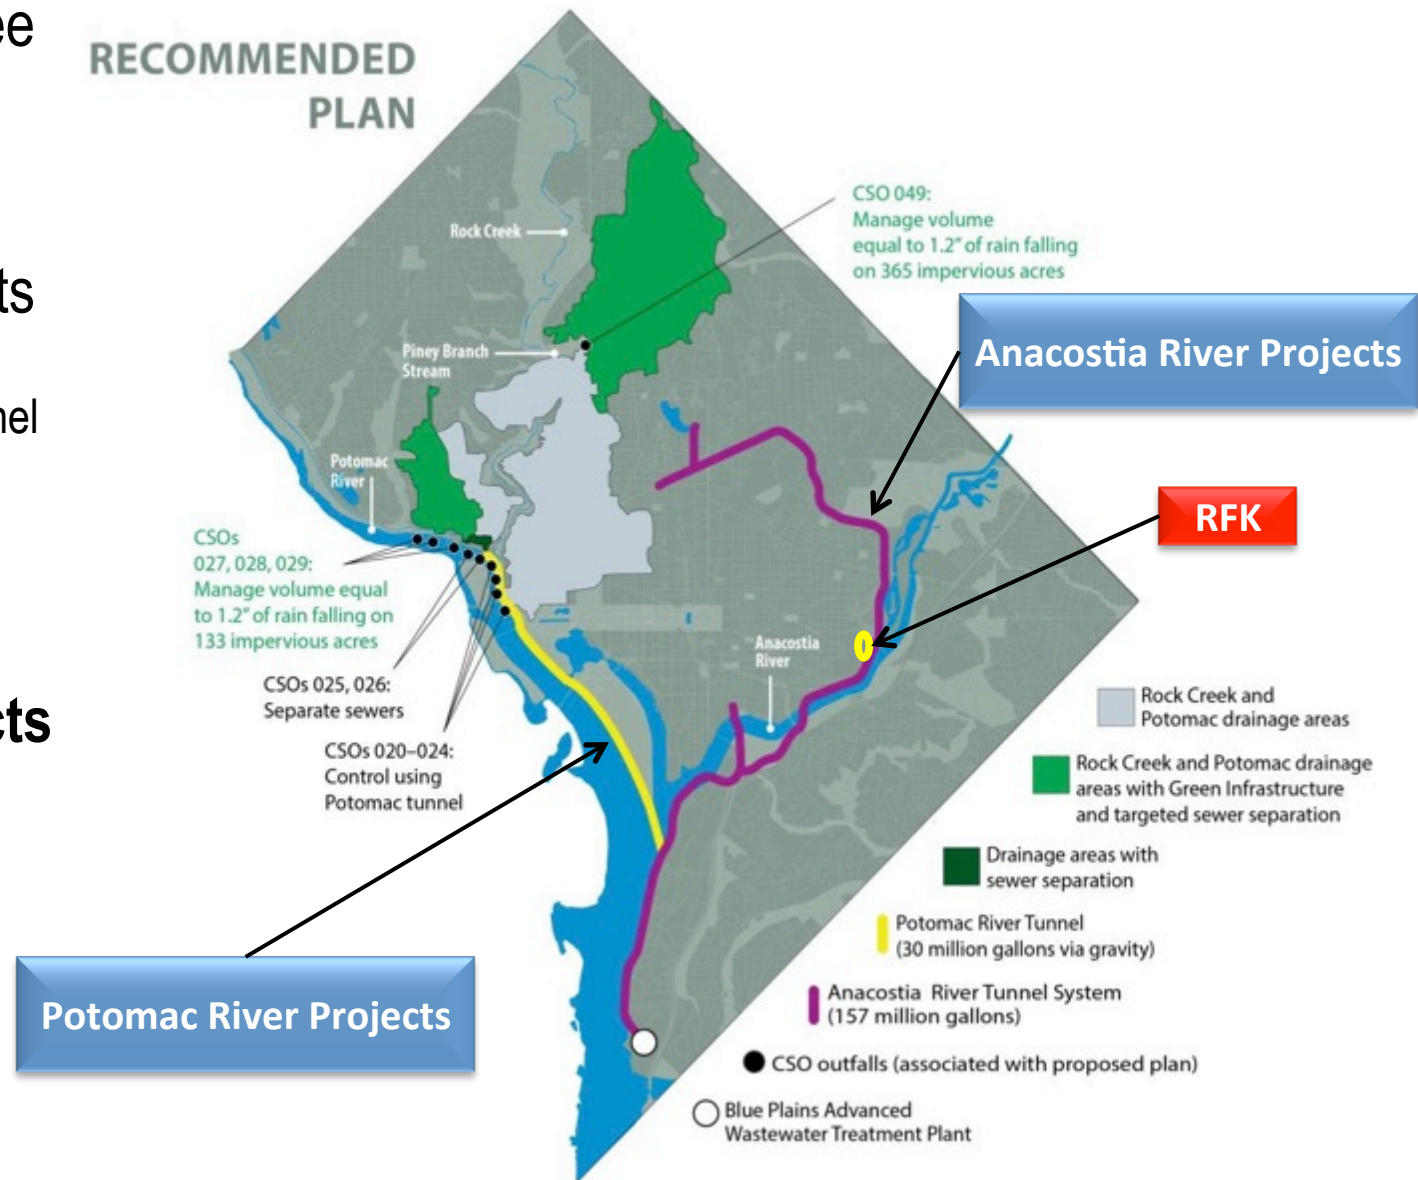 RECOMMENDED
PLAN
Rock Creek
CSO 049:
Manage volume
equal to 1.2” of rain falling
on 365 impervious acres
Anacostia River Projects
Piney Branch
Stream
Potomac
River
RFK
CSOs
027, 028, 029:
Manage volume equal
to 1.2” of rain falling on
133 impervious acres
CSOs 025, 026:
Separate sewers
CSOs 020–024:
Control using
Potomac tunnel
Anacostia
River
Rock Creek and
Potomac drainage areas
Rock Creek and Potomac drainage
areas with Green Infrastructure
and targeted sewer separation
Drainage areas with
sewer separation
Potomac River Tunnel
(30 million gallons via gravity)
Potomac River Projects
Anacostia River Tunnel System
(157 million gallons)
CSO outfalls (associated with proposed plan)
Blue Plains Advanced
Wastewater Treatment Plant